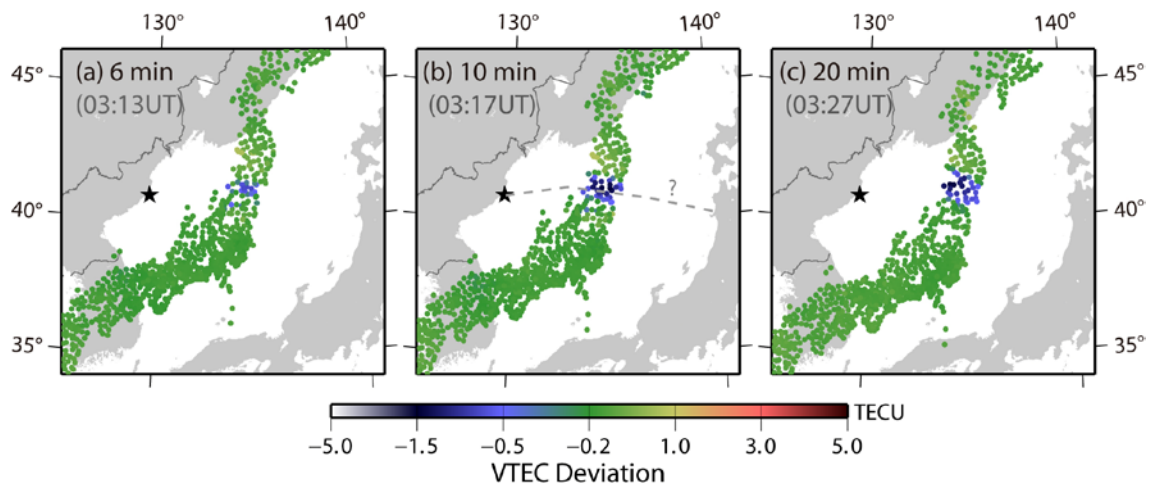 130° 140° 130° 140° 130° 140°
45° (a) 6 min (b) 10 min (c) 20 min 45°
(03:13UT) (03:17UT) (03:27UT)
?
40° 40°
35° 35°
TECU
−5.0 −1.5 −0.5 −0.2 1.0 3.0 5.0
VTEC Deviation